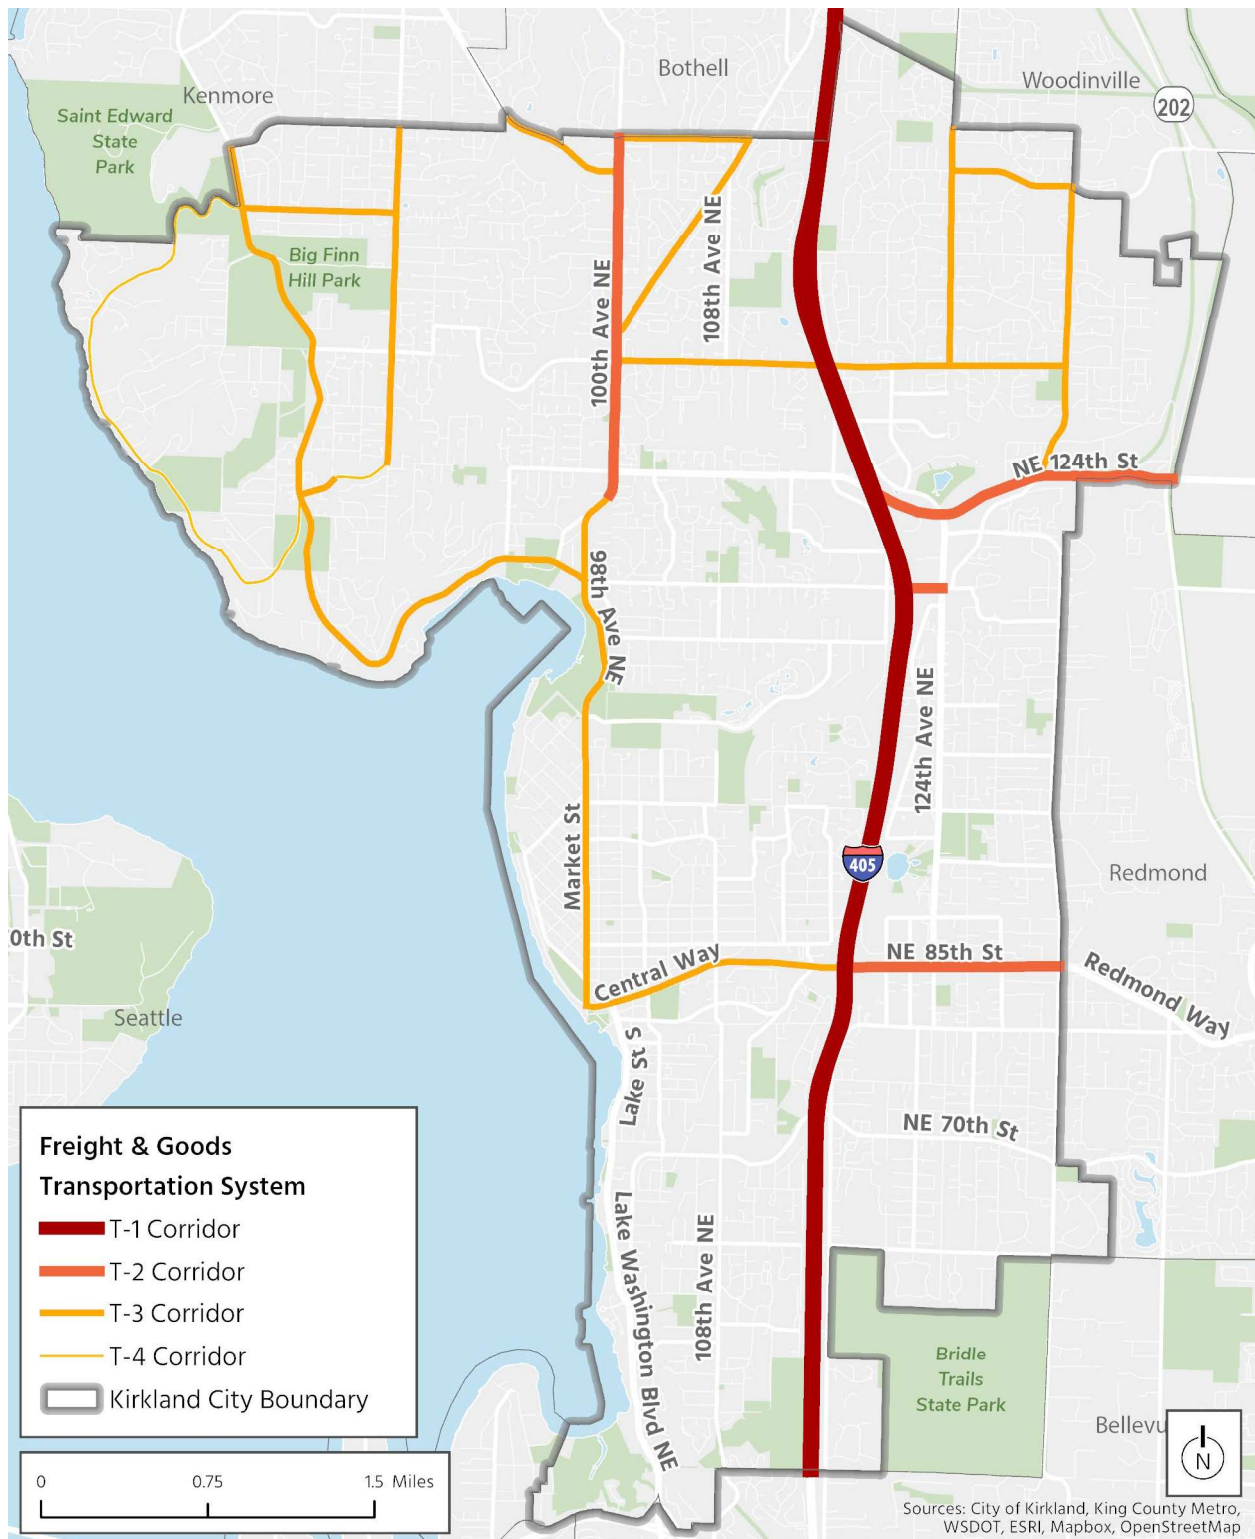 Bothell
Woodinville
Kenmore
202
Saint Edward
State
Park
Big Finn
Hill Park
100th Ave NE
108th Ave NE
NE 124th St
98th Ave NE
124th Ave NE
Market St
405
Redmond
0th St
NE 85th St
Central Way
Redmond Way
Seattle
Lake St S
NE 70th St
Lake Washington Blvd NE
108th Ave NE
Bridle
Trails
State Park
Bellevu
Freight & Goods
Transportation System
T-1 Corridor
T-2 Corridor
T-3 Corridor
T-4 Corridor
Kirkland City Boundary
0 0.75 1.5 Miles
N
Sources: City of Kirkland, King County Metro,
WSDOT, ESRI, Mapbox, OpenStreetMap